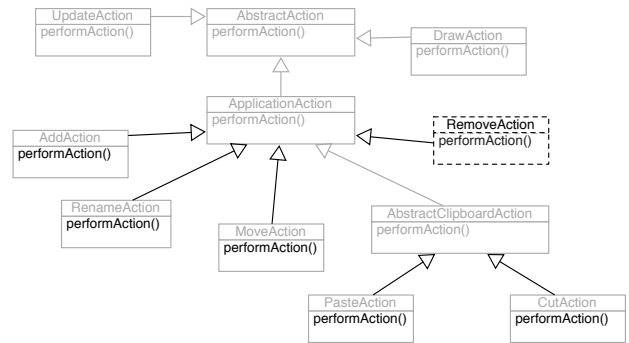 UpdateAction
performAction()
AbstractAction
performAction()
DrawAction
performAction()
ApplicationAction
performAction()
RemoveAction
performAction()
AddAction
performAction()
RenameAction
performAction()
MoveAction
performAction()
AbstractClipboardAction
performAction()
PasteAction
performAction()
CutAction
performAction()